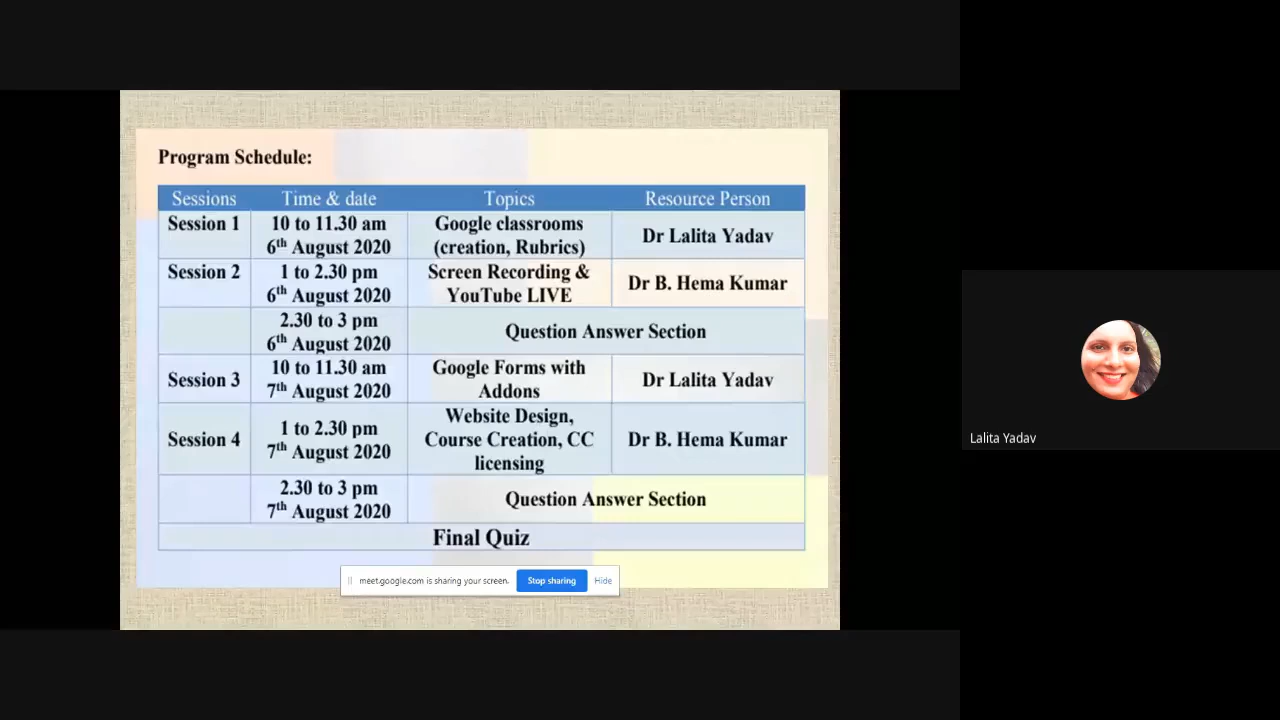 Program Schedule:
Sessions Time & date Topics Resource Person
Session 1 10 to 11.30 am Google classrooms Dr Lalita Yadav
6th August 2020 (creation, Rubrics)
Session 2 1 to 2.30 pm Screen Recording & Dr B. Hema Kumar
6th August 2020 YouTube LIVE
2.30 to 3 pm Question Answer Section
6th August 2020
Session 3 10 to 11.30 am Google Forms with Dr Lalita Yadav
7th August 2020 Addons
Session 4 1 to 2.30 pm Website Design, Dr B. Hema Kumar
7th August 2020 Course Creation, CC
licensing
2.30 to 3 pm Question Answer Section
7th August 2020
Final Quiz
meet.google.com is sharing your screen. Stop sharing Hide
Lalita Yadav